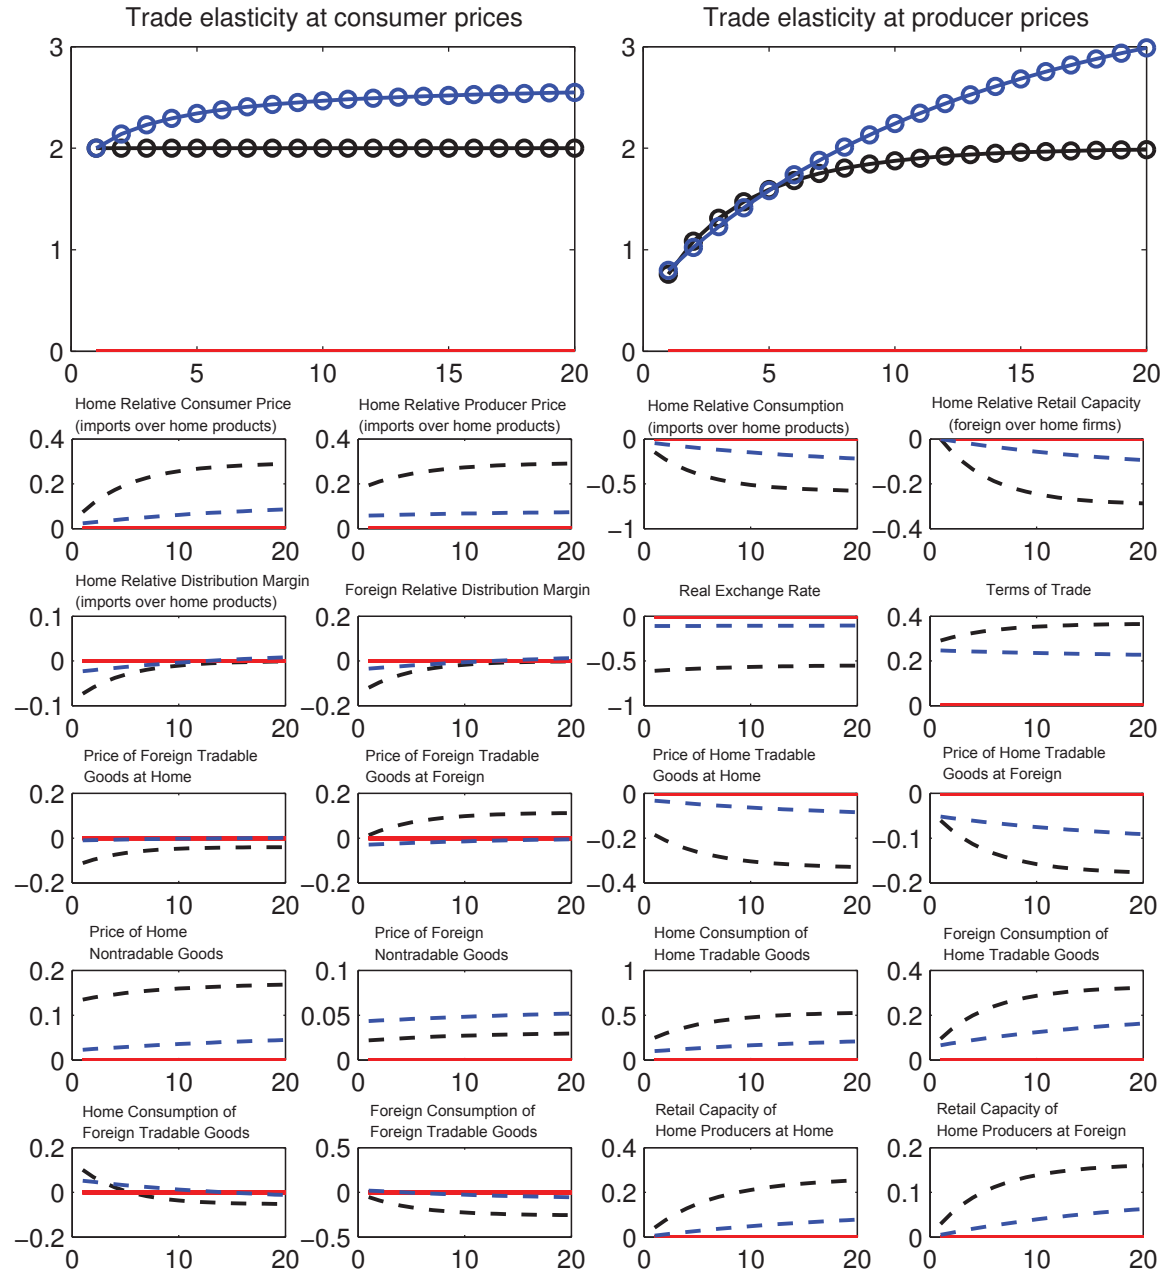 Trade elasticity at consumer prices
3
2
1
0
0 5 10 15 20
Trade elasticity at producer prices
3
2
1
0
0 5 10 15 20
Home Relative Consumer Price
(imports over home products)
0.4
0.2
0
0 10 20
Home Relative Producer Price
(imports over home products)
0.4
0.2
0
0 10 20
Home Relative Consumption
(imports over home products)
0
−0.5
−1
0 10 20
Home Relative Retail Capacity
(foreign over home firms)
0
−0.2
−0.4
0 10 20
Home Relative Distribution Margin
(imports over home products)
0.1
0
−0.1
0 10 20
Foreign Relative Distribution Margin
0.2
0
−0.2
0 10 20
Real Exchange Rate
0
−0.5
−1
0 10 20
Terms of Trade
0.4
0.2
0
0 10 20
Price of Foreign Tradable
Goods at Home
0.2
0
−0.2
0 10 20
Price of Foreign Tradable
Goods at Foreign
0.2
0
−0.2
0 10 20
Price of Home Tradable
Goods at Home
0
−0.2
−0.4
0 10 20
Price of Home Tradable
Goods at Foreign
0
−0.1
−0.2
0 10 20
Price of Home
Nontradable Goods
0.2
0.1
0
0 10 20
Price of Foreign
Nontradable Goods
0.1
0.05
0
0 10 20
Home Consumption of
Home Tradable Goods
1
0.5
0
0 10 20
Foreign Consumption of
Home Tradable Goods
0.4
0.2
0
0 10 20
Home Consumption of
Foreign Tradable Goods
0.2
0
−0.2
0 10 20
Foreign Consumption of
Foreign Tradable Goods
0.5
0
−0.5
0 10 20
Retail Capacity of
Home Producers at Home
0.4
0.2
0
0 10 20
Retail Capacity of
Home Producers at Foreign
0.2
0.1
0
0 10 20